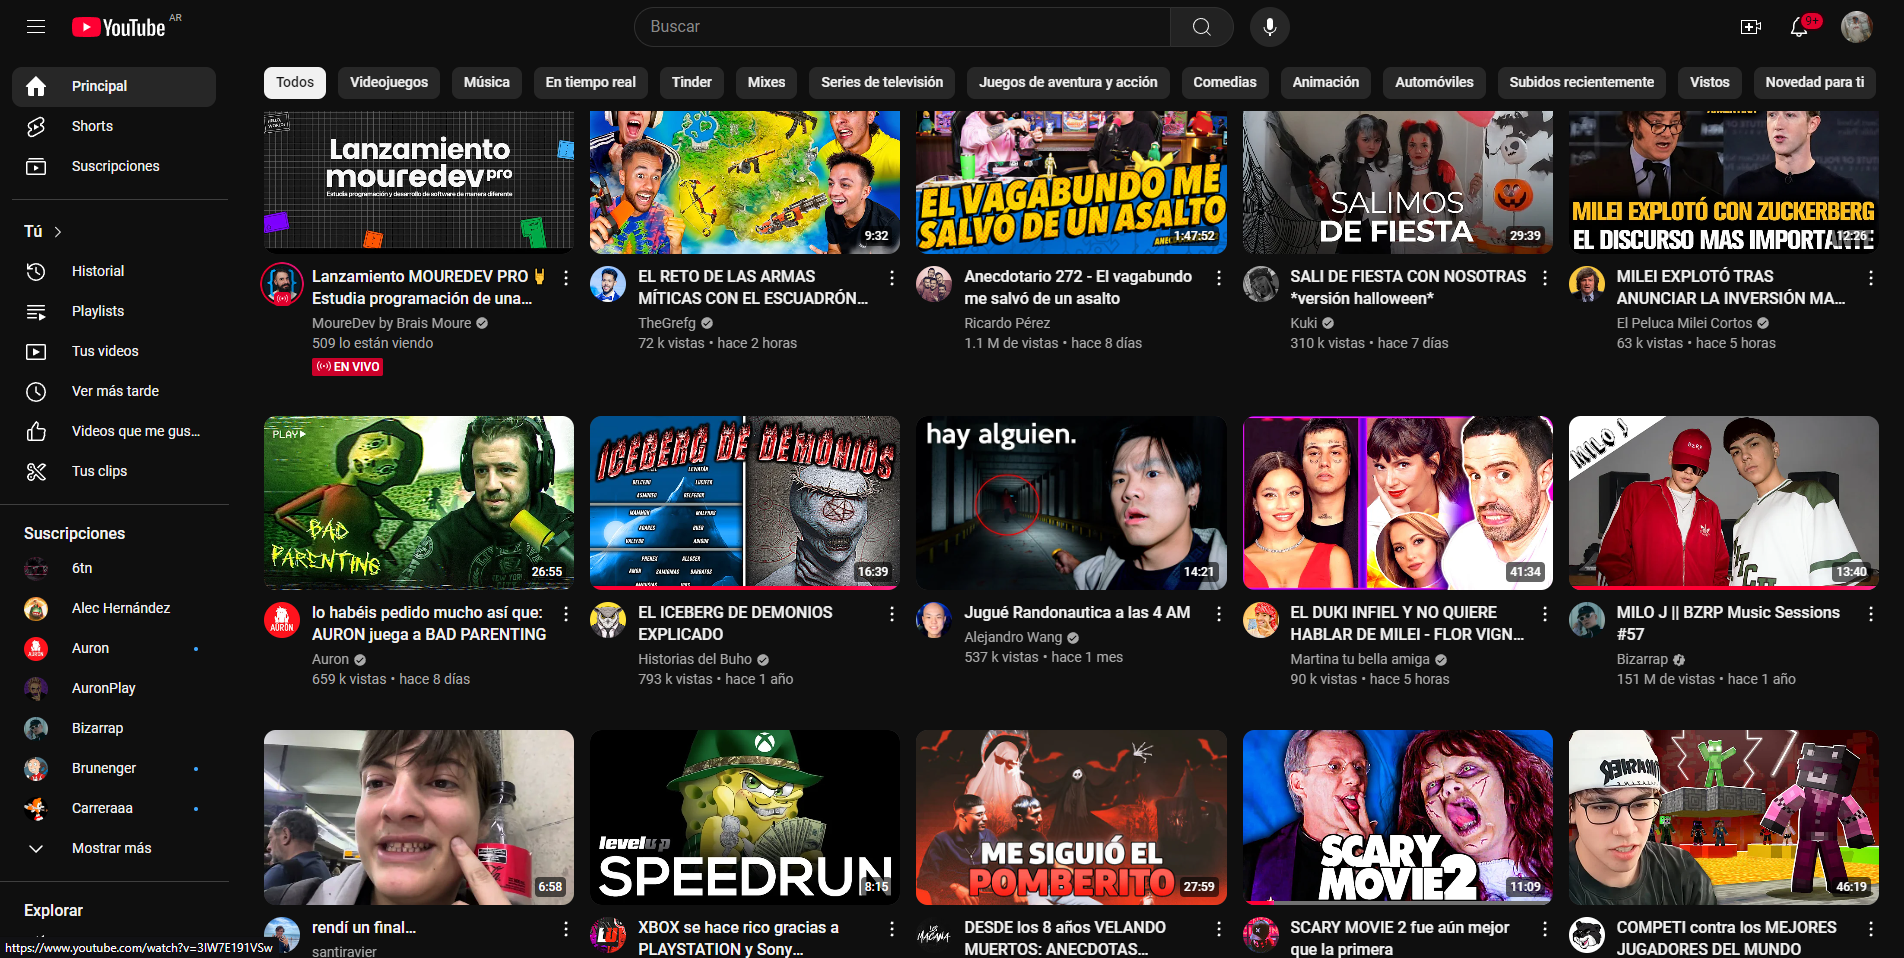 YouTube AR
Buscar
9+
Principal
Shorts
Suscripciones
Tú
Historial
Playlists
Tus videos
Ver más tarde
Videos que me gus...
Tus clips
Suscripciones
6tn
Alec Hernández
Auron
AuronPlay
Bizarrap
Brunenger
Carreraaa
Mostrar más
Explorar
https://www.youtube.com/watch?v=3IW7E191VSw
Todos
Videojuegos
Música
En tiempo real
Tinder
Mixes
Series de televisión
Juegos de aventura y acción
Comedias
Animación
Automóviles
Subidos recientemente
Vistos
Novedad para ti
Lanzamiento
mouredev pro
Estudia programación y desarrollo de software de manera diferente
Lanzamiento MOUREDEV PRO 🤘
Estudia programación de una...
MoureDev by Brais Moure
509 lo están viendo
EN VIVO
9:32
EL RETO DE LAS ARMAS
MÍTICAS CON EL ESCUADRÓN...
TheGrefg
72 k vistas • hace 2 horas
EL VAGABUNDO ME
SALVÓ DE UN ASALTO
1:47:52
Anecdotario 272 - El vagabundo
me salvó de un asalto
Ricardo Pérez
1.1 M de vistas • hace 8 días
SALIMOS
DE FIESTA
29:39
SALI DE FIESTA CON NOSOTRAS
*versión halloween*
Kuki
310 k vistas • hace 7 días
MILEI EXPLOTÓ CON ZUCKERBERG
EL DISCURSO MAS IMPORTANTE
12:26
MILEI EXPLOTÓ TRAS
ANUNCIAR LA INVERSIÓN MA...
El Peluca Milei Cortos
63 k vistas • hace 5 horas
PLAY
BAD
PARENTING
26:55
lo habéis pedido mucho así que:
AURON juega a BAD PARENTING
Auron
659 k vistas • hace 8 días
ICEBERG DE DEMONIOS
LEVIATÁN
BELCEBÚ LUCIFER
ASMODEO BELFEGOR
MAMMON MALPHAS
AGARES BUER
VALEFOR AMDUK
PHENEX ALLOCER
AMON ZAMIGMAS BARBATOS
16:39
EL ICEBERG DE DEMONIOS
EXPLICADO
Historias del Buho
793 k vistas • hace 1 año
hay alguien.
14:21
Jugué Randonautica a las 4 AM
Alejandro Wang
537 k vistas • hace 1 mes
41:34
EL DUKI INFIEL Y NO QUIERE
HABLAR DE MILEI - FLOR VIGN...
Martina tu bella amiga
90 k vistas • hace 5 horas
MILO J
BZRP
13:40
MILO J || BZRP Music Sessions
#57
Bizarrap
151 M de vistas • hace 1 año
6:58
rendí un final...
santiravier
levelup
SPEEDRUN
8:15
XBOX se hace rico gracias a
PLAYSTATION y Sony...
ME SIGUIÓ EL
POMBERITO
27:59
DESDE los 8 años VELANDO
MUERTOS: ANECDOTAS...
SCARY
MOVIE 2
11:09
SCARY MOVIE 2 fue aún mejor
que la primera
46:19
COMPETI contra los MEJORES
JUGADORES DEL MUNDO